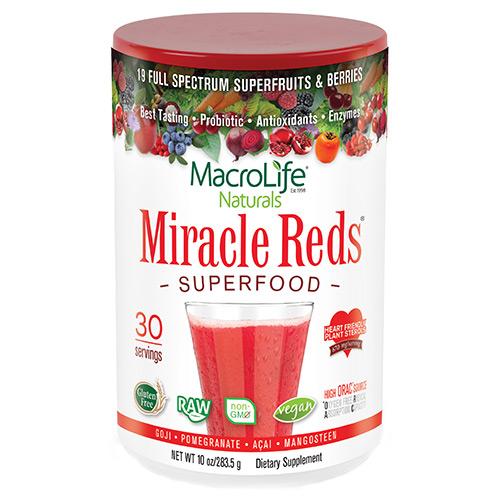 19 FULL SPECTRUM SUPERFRUITS & BERRIES
Best Tasting • Probiotic • Antioxidants • Enzymes
MacroLife®
Est. 1998
Naturals
Miracle Reds®
- SUPERFOOD -
30
servings
HEART FRIENDLY
PLANT STEROLS
Gluten
Free
RAW
non-
GMO
vegan
HIGH ORAC* SOURCE
GOJI • POMEGRANATE • AÇAI • MANGOSTEEN
NET WT 10 oz/283.5 g Dietary Supplement